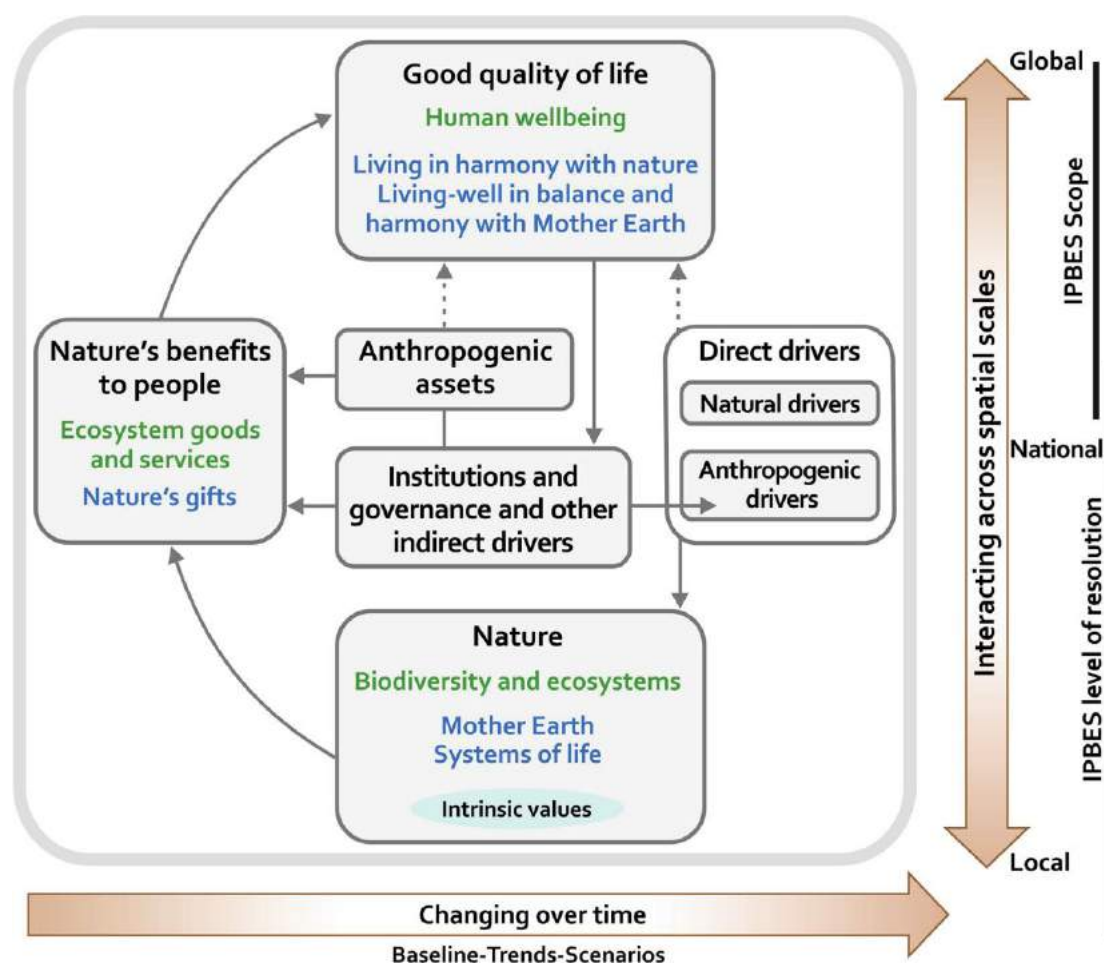 Good quality of life
Human wellbeing
Living in harmony with nature
Living-well in balance and
harmony with Mother Earth
Nature's benefits
to people
Ecosystem goods
and services
Nature's gifts
Anthropogenic
assets
Institutions and
governance and other
indirect drivers
Direct drivers
Natural drivers
Anthropogenic
drivers
Nature
Biodiversity and ecosystems
Mother Earth
Systems of life
Intrinsic values
Interacting across spatial scales
Global
National
Local
IPBES Scope
IPBES level of resolution
Changing over time
Baseline-Trends-Scenarios